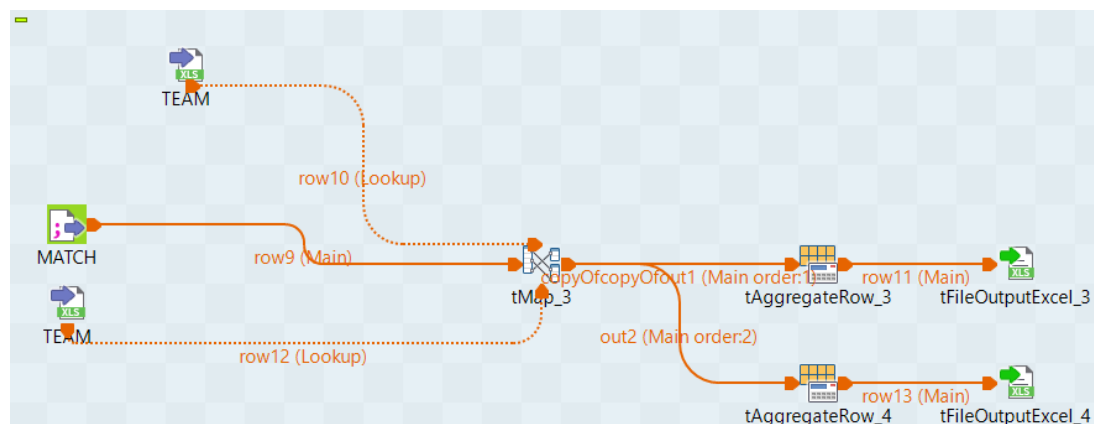 XLS
TEAM
row10 (Lookup)
;
MATCH
row9 (Main)
copyOfcopyOfout1 (Main order:1)
row11 (Main)
XLS
tMap_3
tAggregateRow_3
tFileOutputExcel_3
XLS
TEAM
row12 (Lookup)
out2 (Main order:2)
XLS
row13 (Main)
tAggregateRow_4
tFileOutputExcel_4